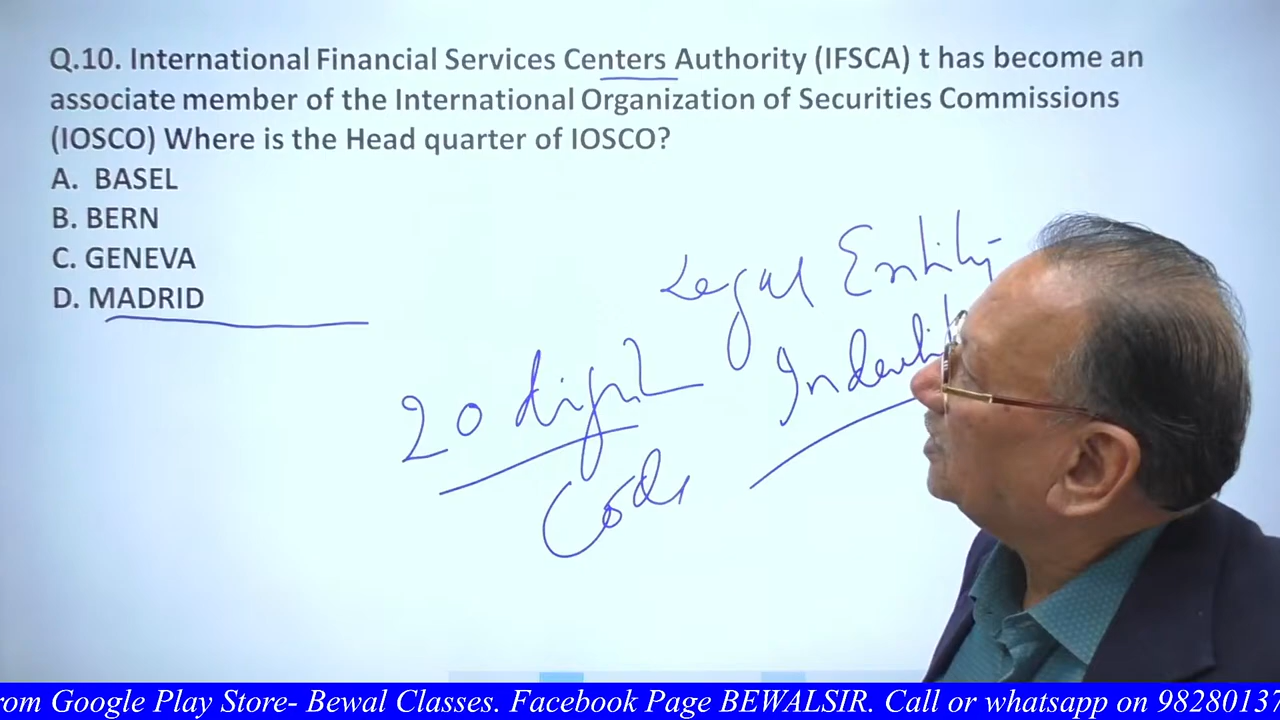 Q.10. International Financial Services Centers Authority (IFSCA) t has become an
associate member of the International Organization of Securities Commissions
(IOSCO) Where is the Head quarter of IOSCO?
A. BASEL
B. BERN
C. GENEVA
D. MADRID
Legal Entity
20 digit
Code
rom Google Play Store- Bewal Classes. Facebook Page BEWALSIR. Call or whatsapp on 98280137